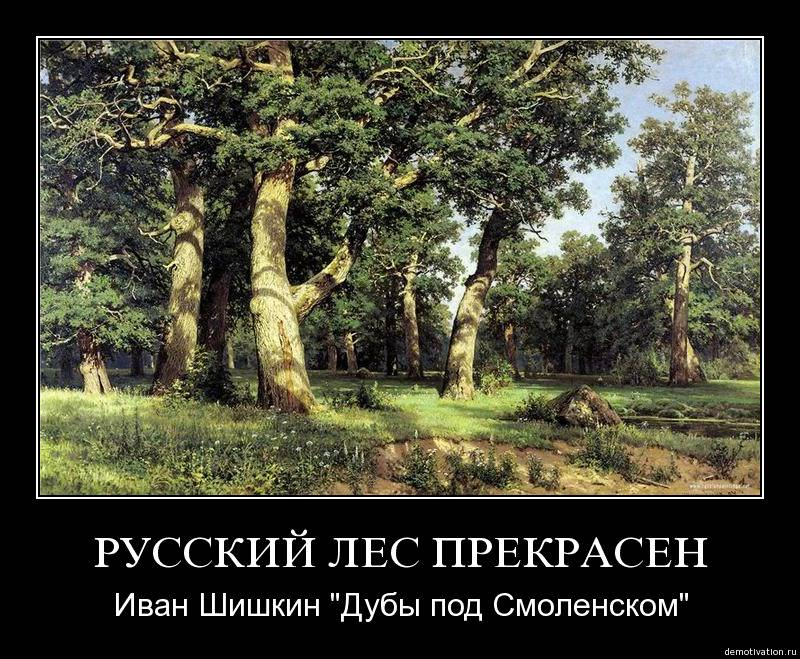 РУССКИЙ ЛЕС ПРЕКРАСЕН
Иван Шишкин "Дубы под Смоленском"
demotivation.ru